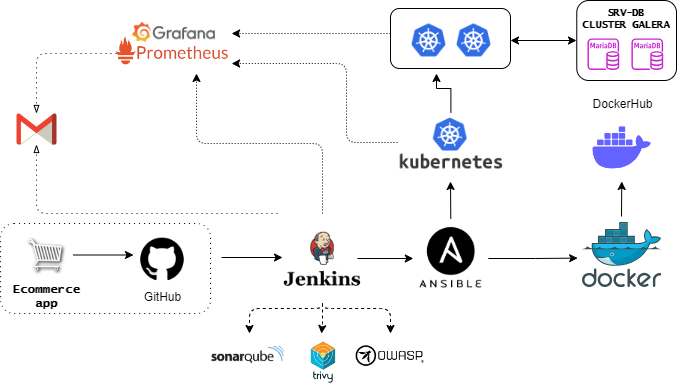 Grafana
Prometheus
SRV-DB
CLUSTER GALERA
MariaDB
MariaDB
DockerHub
kubernetes
Ecommerce
app
GitHub
Jenkins
ANSIBLE
docker
sonarqube
trivy
OWASP